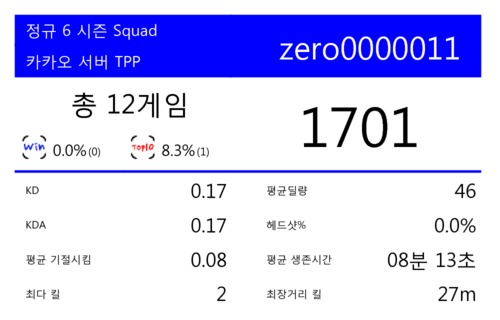 정규 6 시즌 Squad
카카오 서버 TPP
zero0000011
총 12게임
1701
Win 0.0%(0) Top10 8.3%(1)
KD 0.17 평균딜량 46
KDA 0.17 헤드샷% 0.0%
평균 기절시킴 0.08 평균 생존시간 08분 13초
최다 킬 2 최장거리 킬 27m